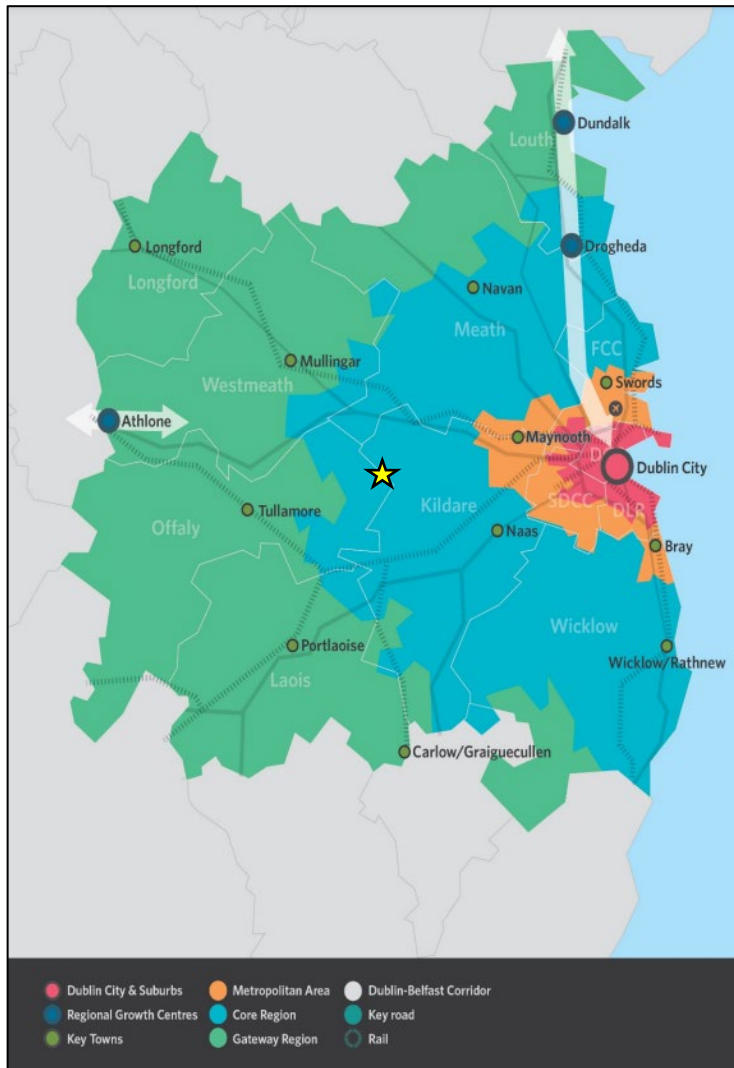 Dundalk
Louth
Drogheda
Longford
Longford
Navan
Meath
FCC
Mullingar
Swords
Westmeath
Athlone
Maynooth
D
Dublin City
Kildare
SDCC
DLR
Tullamore
Offaly
Naas
Bray
Wicklow
Portlaoise
Wicklow/Rathnew
Laois
Carlow/Graiguecullen
Dublin City & Suburbs
Metropolitan Area
Dublin-Belfast Corridor
Regional Growth Centres
Core Region
Key road
Key Towns
Gateway Region
Rail